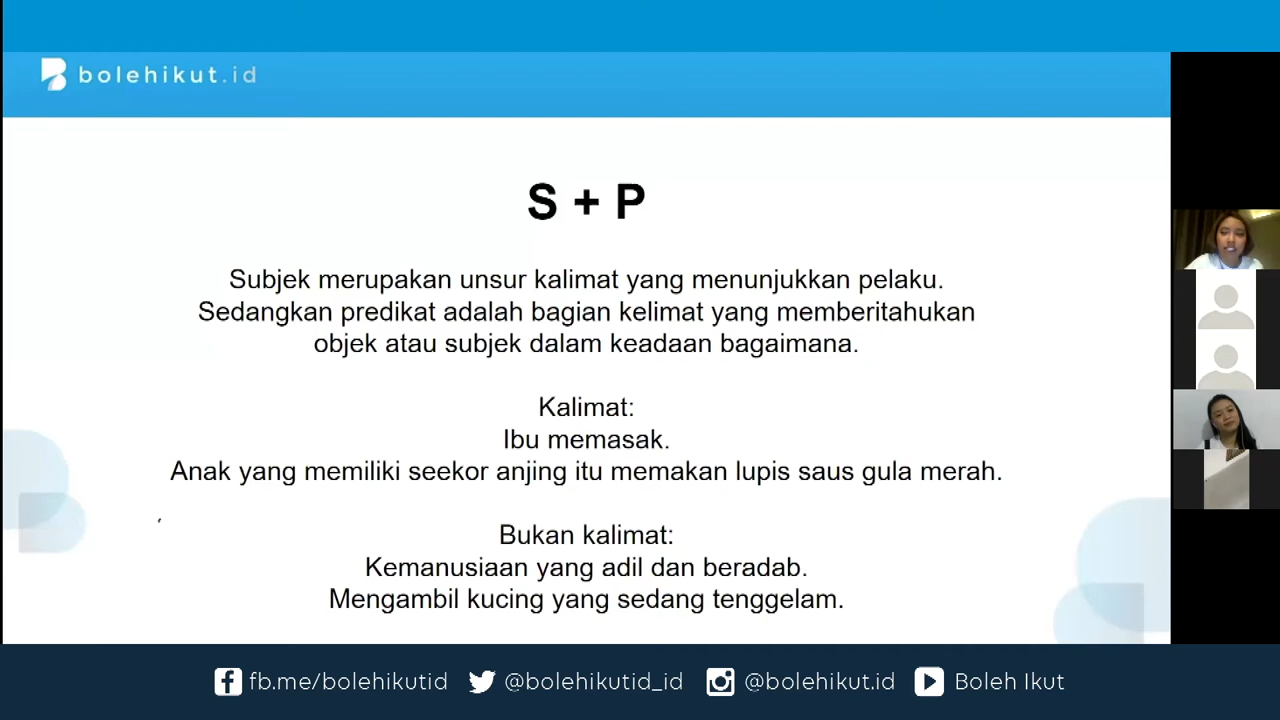 bolehikut.id
S + P
Subjek merupakan unsur kalimat yang menunjukkan pelaku.
Sedangkan predikat adalah bagian kelimat yang memberitahukan
objek atau subjek dalam keadaan bagaimana.
Kalimat:
Ibu memasak.
Anak yang memiliki seekor anjing itu memakan lupis saus gula merah.
Bukan kalimat:
Kemanusiaan yang adil dan beradab.
Mengambil kucing yang sedang tenggelam.
fb.me/bolehikutid @bolehikutid_id @bolehikut.id Boleh Ikut